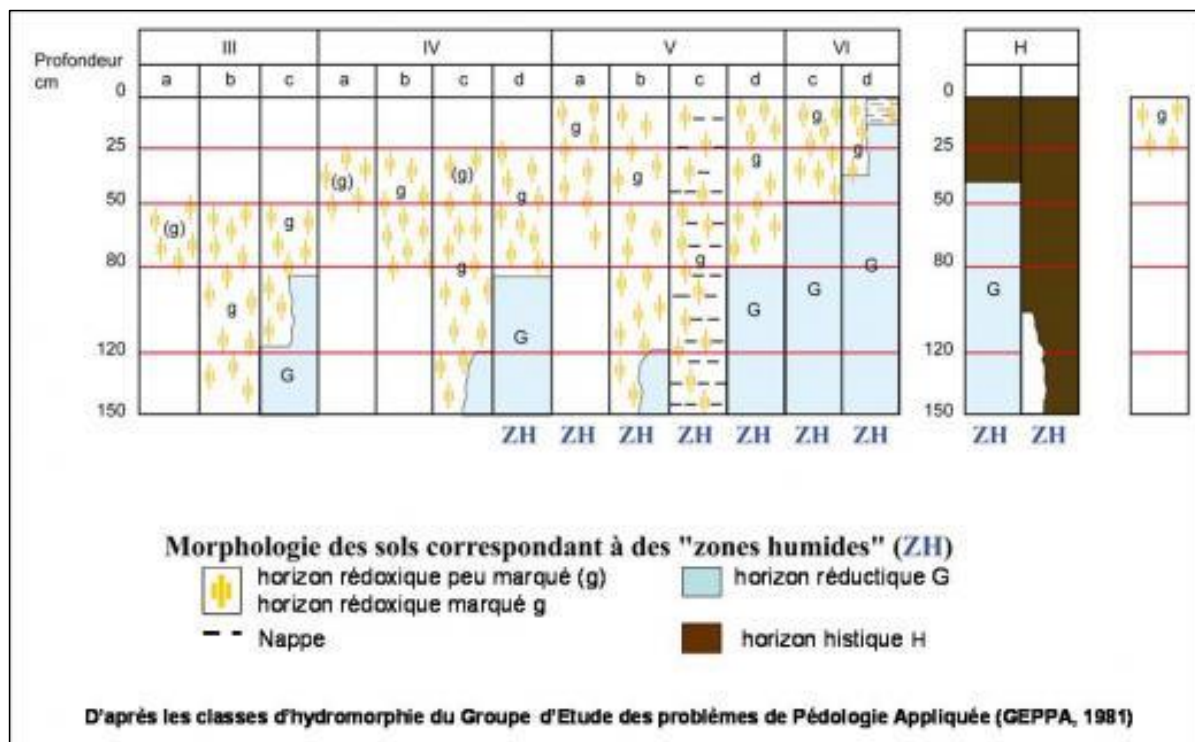 III IV V VI H
Profondeur
cm
a b c a b c d a b c d c d
0 0
g g g
25 25
(g) g (g) g g g g
50 50
(g) g g g
80 80
g g G G G G G
120 120
G
150 150
ZH ZH ZH ZH ZH ZH ZH ZH ZH
Morphologie des sols correspondant à des "zones humides" (ZH)
horizon rédoxique peu marqué (g) horizon réductique G
horizon rédoxique marqué g
Nappe horizon histique H
D'après les classes d'hydromorphie du Groupe d'Etude des problèmes de Pédologie Appliquée (GEPPA, 1981)